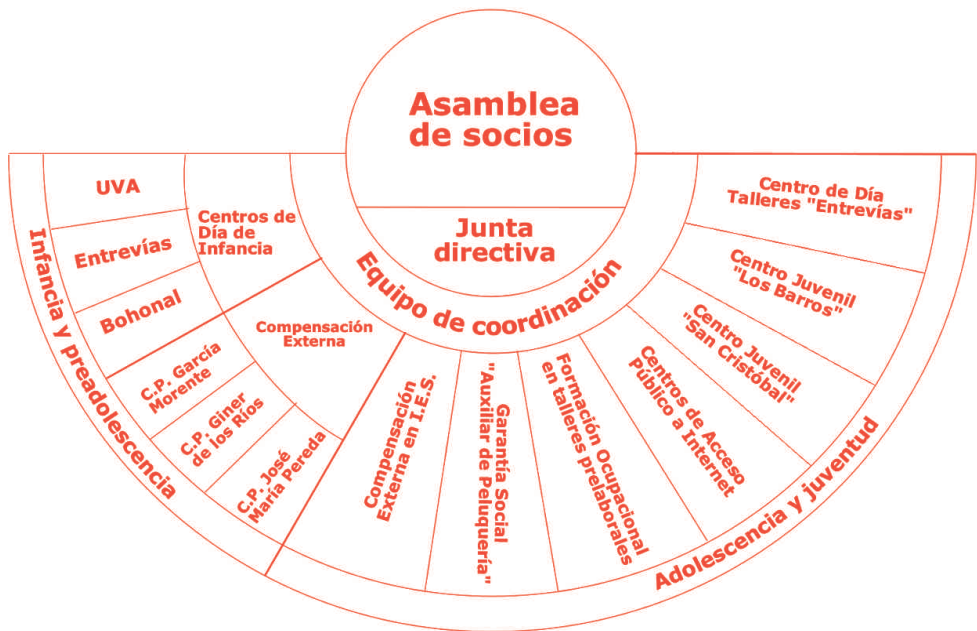 Asamblea
de socios
Junta
directiva
Equipo de coordinación
Infancia y preadolescencia
Centros de
Día de
Infancia
UVA
Entrevías
Bohonal
Compensación
Externa
C.P. García
Morente
C.P. Giner
de los Ríos
C.P. José
María Pereda
Compensación
Externa en I.E.S.
Garantía Social
"Auxiliar de Peluquería"
Formación Ocupacional
en talleres prelaborales
Centros de Acceso
Público a Internet
Centro Juvenil
"San Cristóbal"
Centro Juvenil
"Los Barros"
Centro de Día
Talleres "Entrevías"
Adolescencia y juventud